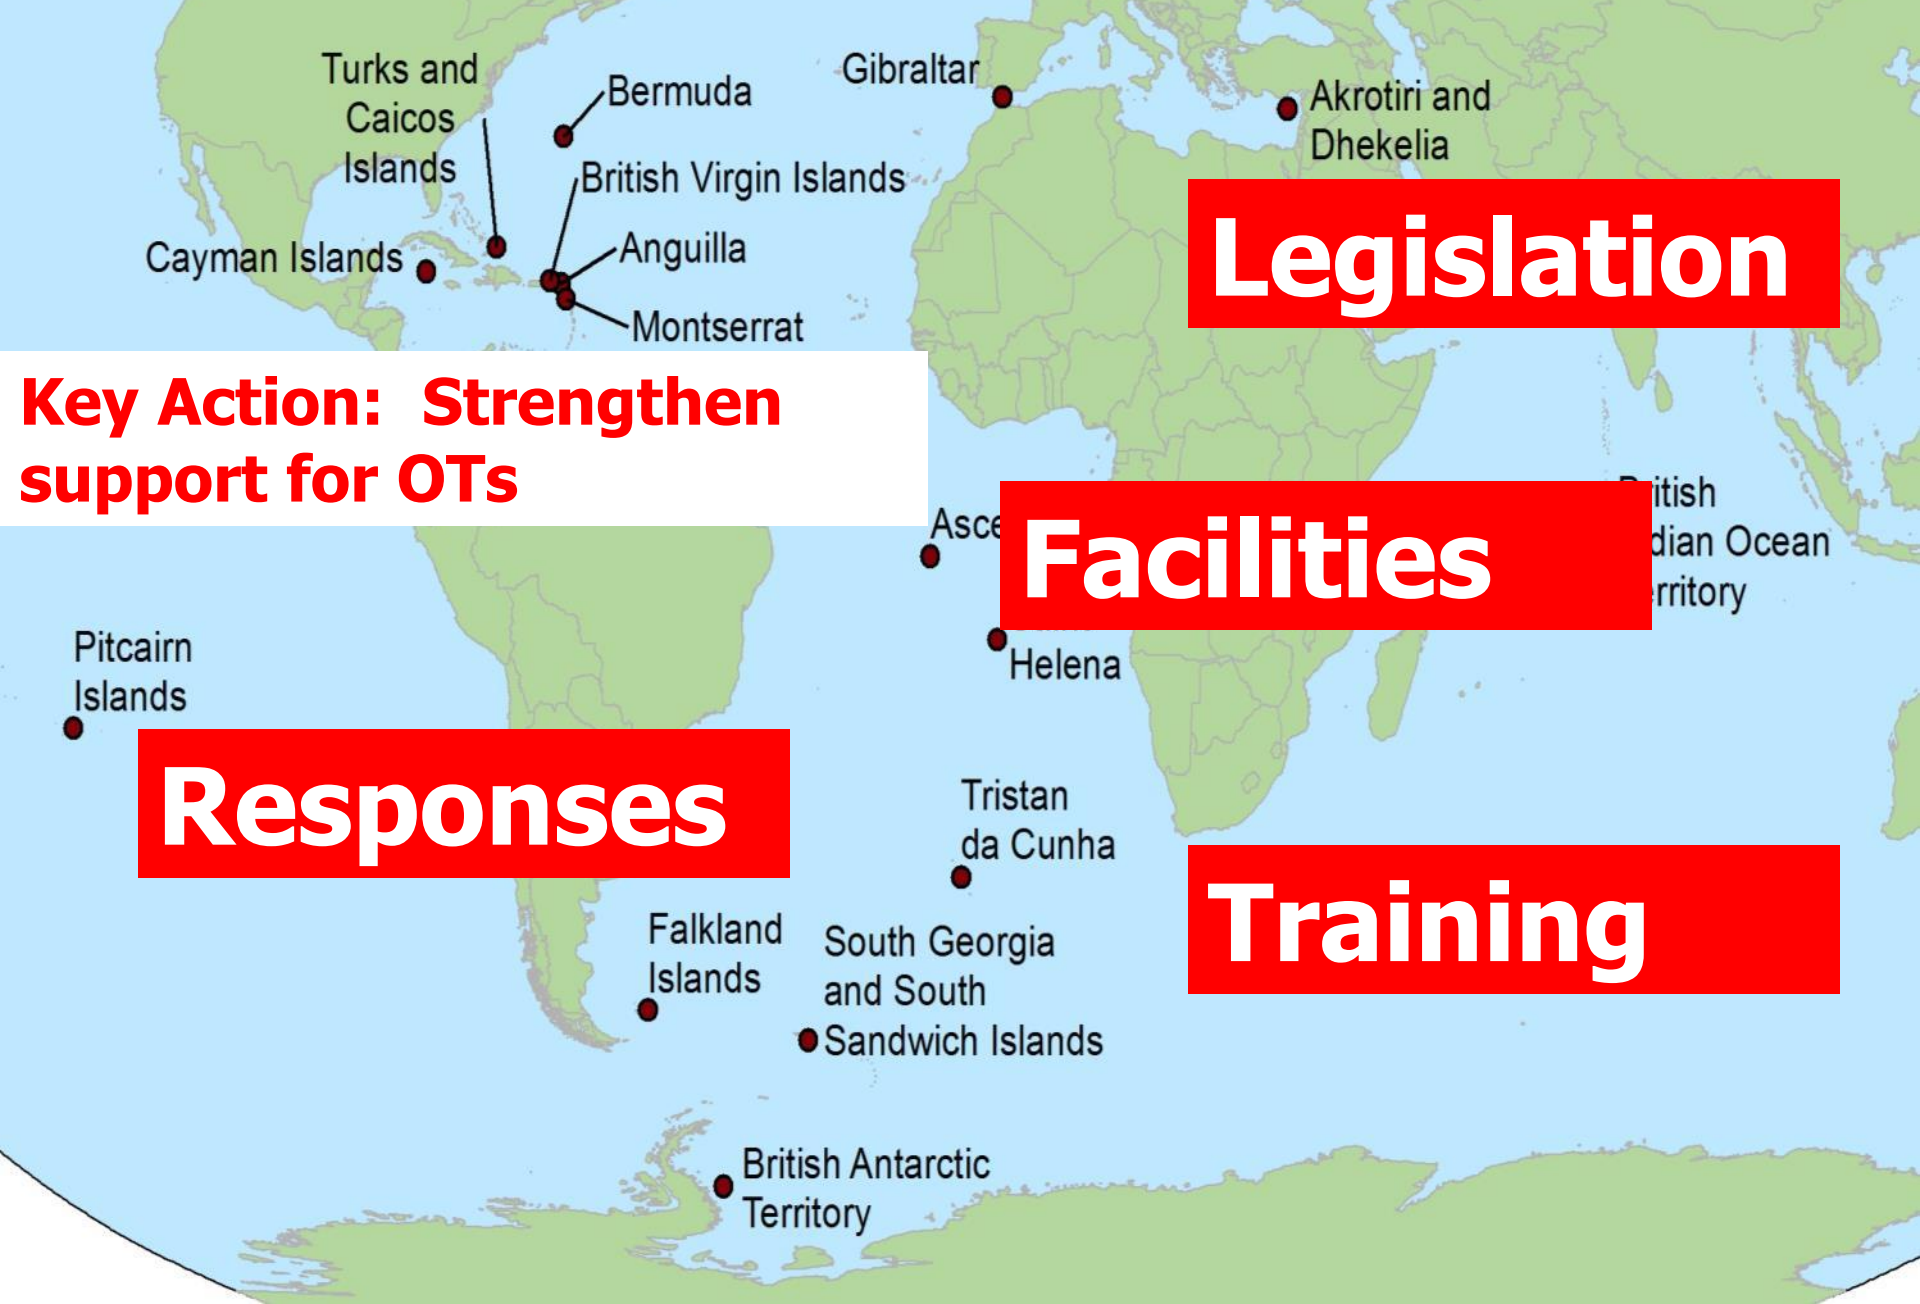 Turks and
Caicos
Islands
Bermuda
Gibraltar
Akrotiri and
Dhekelia
British Virgin Islands
Anguilla
Cayman Islands
Montserrat
Legislation
Key Action:  Strengthen
support for OTs
Facilities
Ocean
Helena
Pitcairn
Islands
Responses
Tristan
da Cunha
Training
Falkland
Islands
South Georgia
and South
Sandwich Islands
British Antarctic
Territory